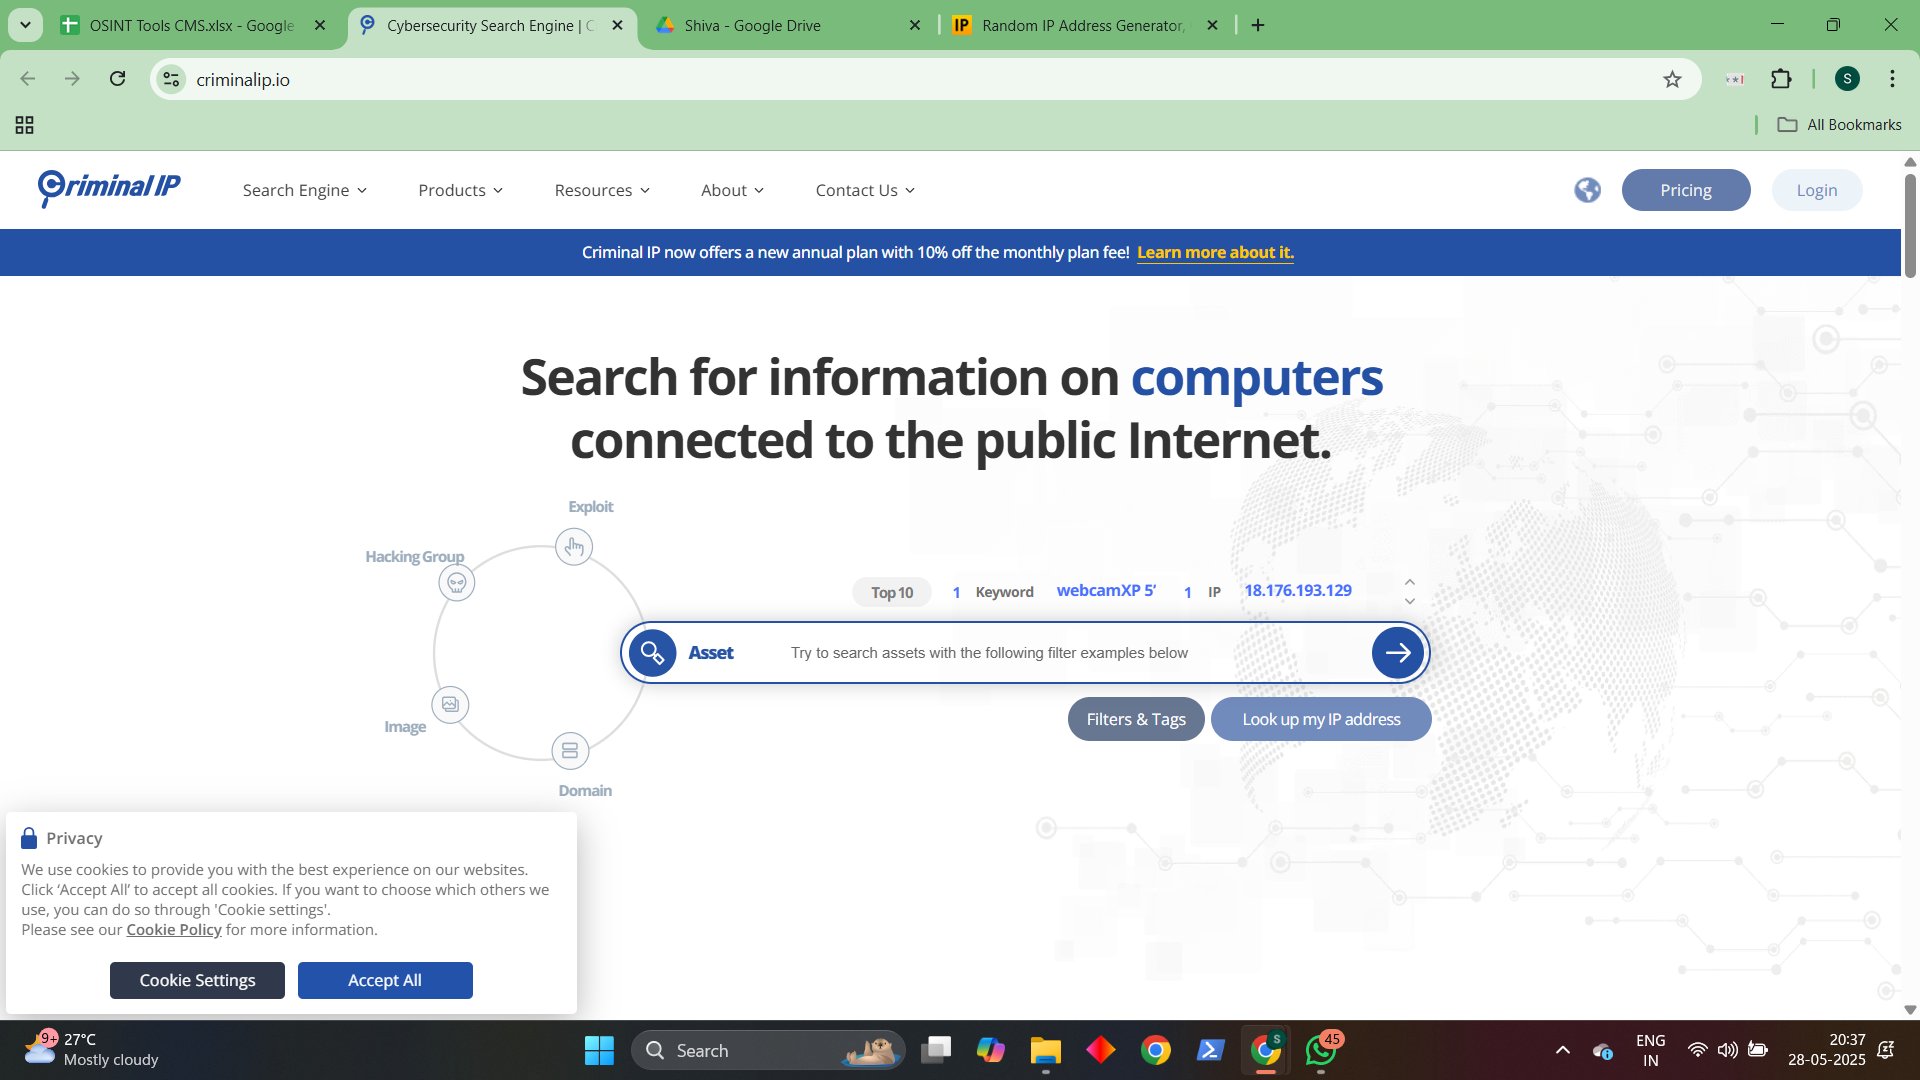 OSINT Tools CMS.xlsx - Google
Cybersecurity Search Engine | C
Shiva - Google Drive
IP Random IP Address Generator,
criminalip.io
S
All Bookmarks
Criminal IP
Search Engine
Products
Resources
About
Contact Us
Pricing
Login
Criminal IP now offers a new annual plan with 10% off the monthly plan fee! Learn more about it.
Search for information on computers
connected to the public Internet.
Exploit
Hacking Group
Top 10 1 Keyword webcamXP 5’ 1 IP 18.176.193.129
Asset Try to search assets with the following filter examples below
Filters & Tags Look up my IP address
Image
Domain
Privacy
We use cookies to provide you with the best experience on our websites.
Click ‘Accept All’ to accept all cookies. If you want to choose which others we
use, you can do so through 'Cookie settings'.
Please see our Cookie Policy for more information.
Cookie Settings Accept All
9+ 27°C
Mostly cloudy
Search
S
45
ENG
IN
20:37
28-05-2025